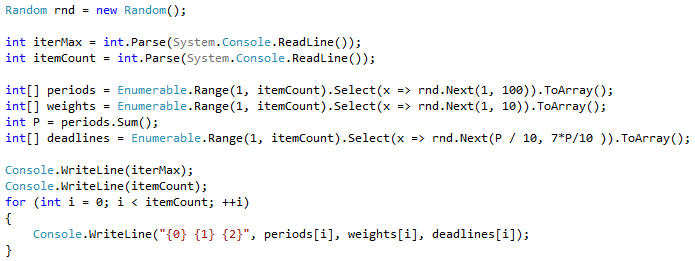 Random rnd = new Random();
int iterMax = int.Parse(System.Console.ReadLine());
int itemCount = int.Parse(System.Console.ReadLine());
int[] periods = Enumerable.Range(1, itemCount).Select(x => rnd.Next(1, 100)).ToArray();
int[] weights = Enumerable.Range(1, itemCount).Select(x => rnd.Next(1, 10)).ToArray();
int P = periods.Sum();
int[] deadlines = Enumerable.Range(1, itemCount).Select(x => rnd.Next(P / 10, 7*P/10 )).ToArray();
Console.WriteLine(iterMax);
Console.WriteLine(itemCount);
for (int i = 0; i < itemCount; ++i)
{
    Console.WriteLine("{0} {1} {2}", periods[i], weights[i], deadlines[i]);
}